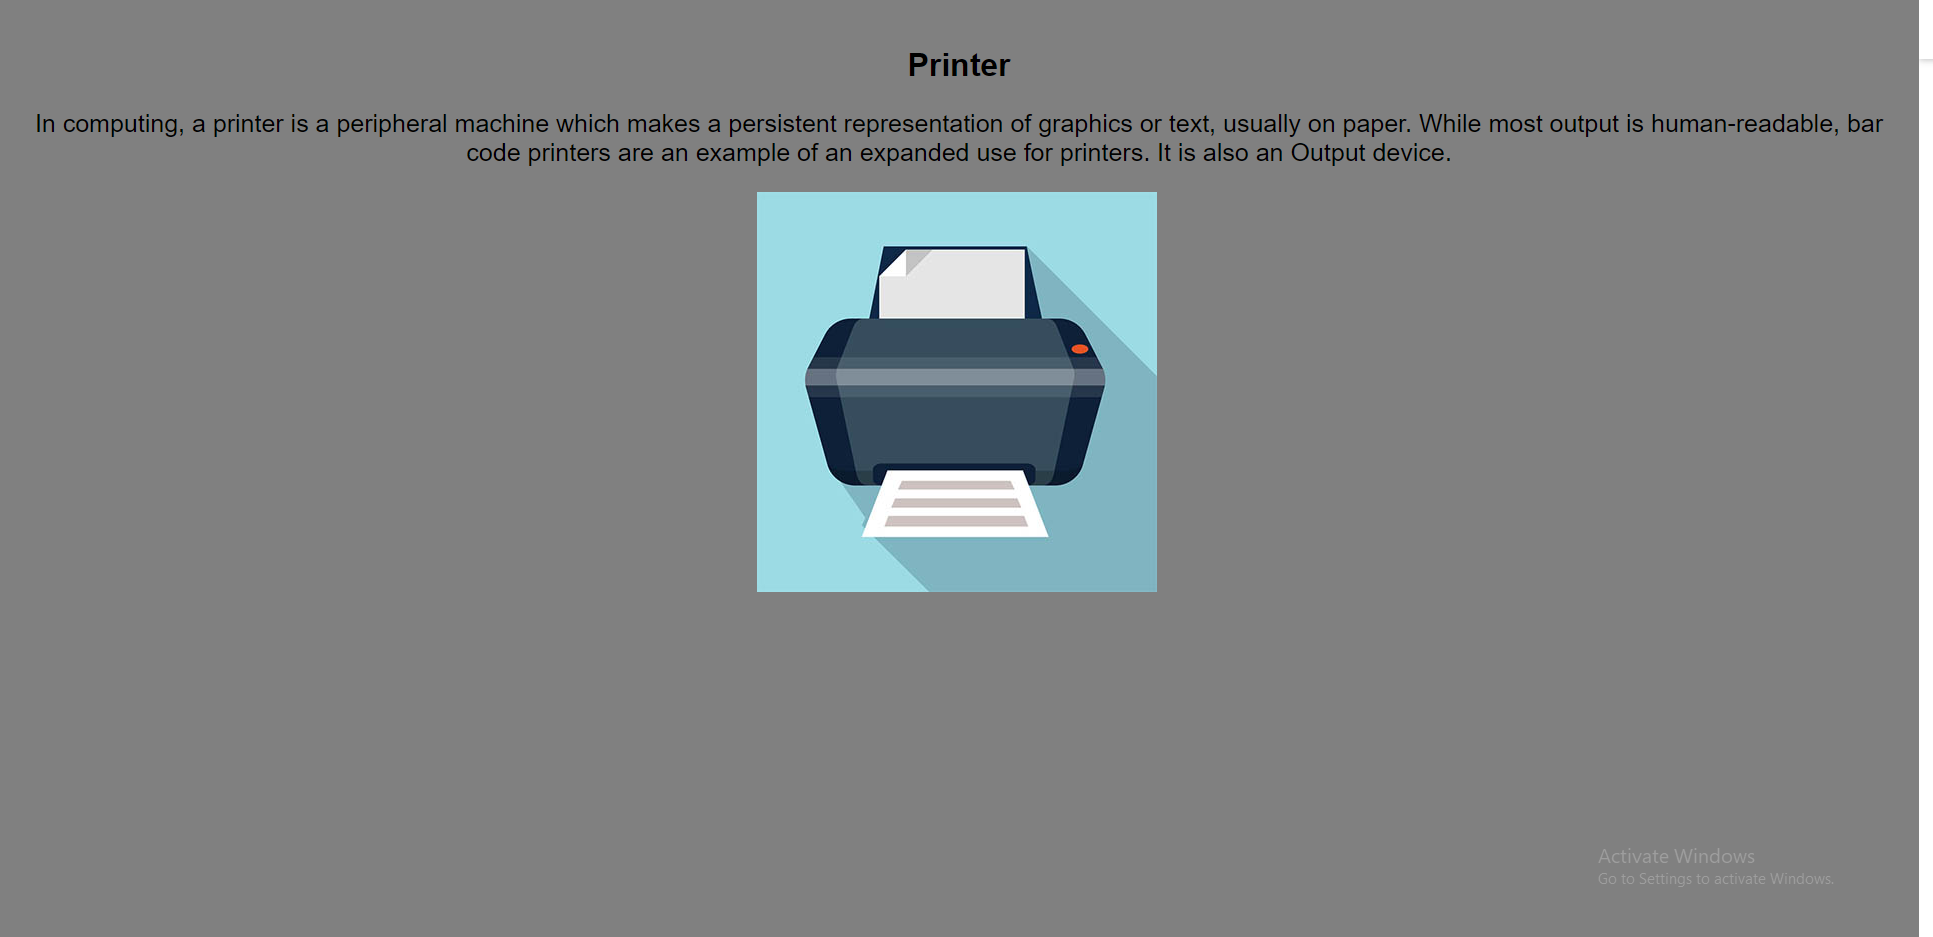 Printer
In computing, a printer is a peripheral machine which makes a persistent representation of graphics or text, usually on paper. While most output is human-readable, bar
code printers are an example of an expanded use for printers. It is also an Output device.
Activate Windows
Go to Settings to activate Windows.